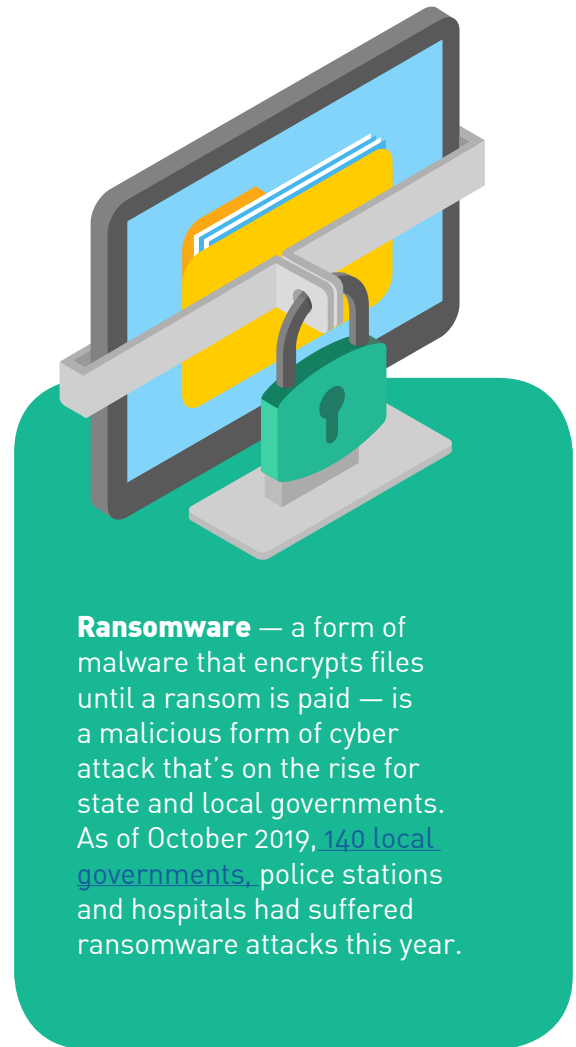 Ransomware — a form of
malware that encrypts files
until a ransom is paid — is
a malicious form of cyber
attack that’s on the rise for
state and local governments.
As of October 2019, 140 local
governments, police stations
and hospitals had suffered
ransomware attacks this year.